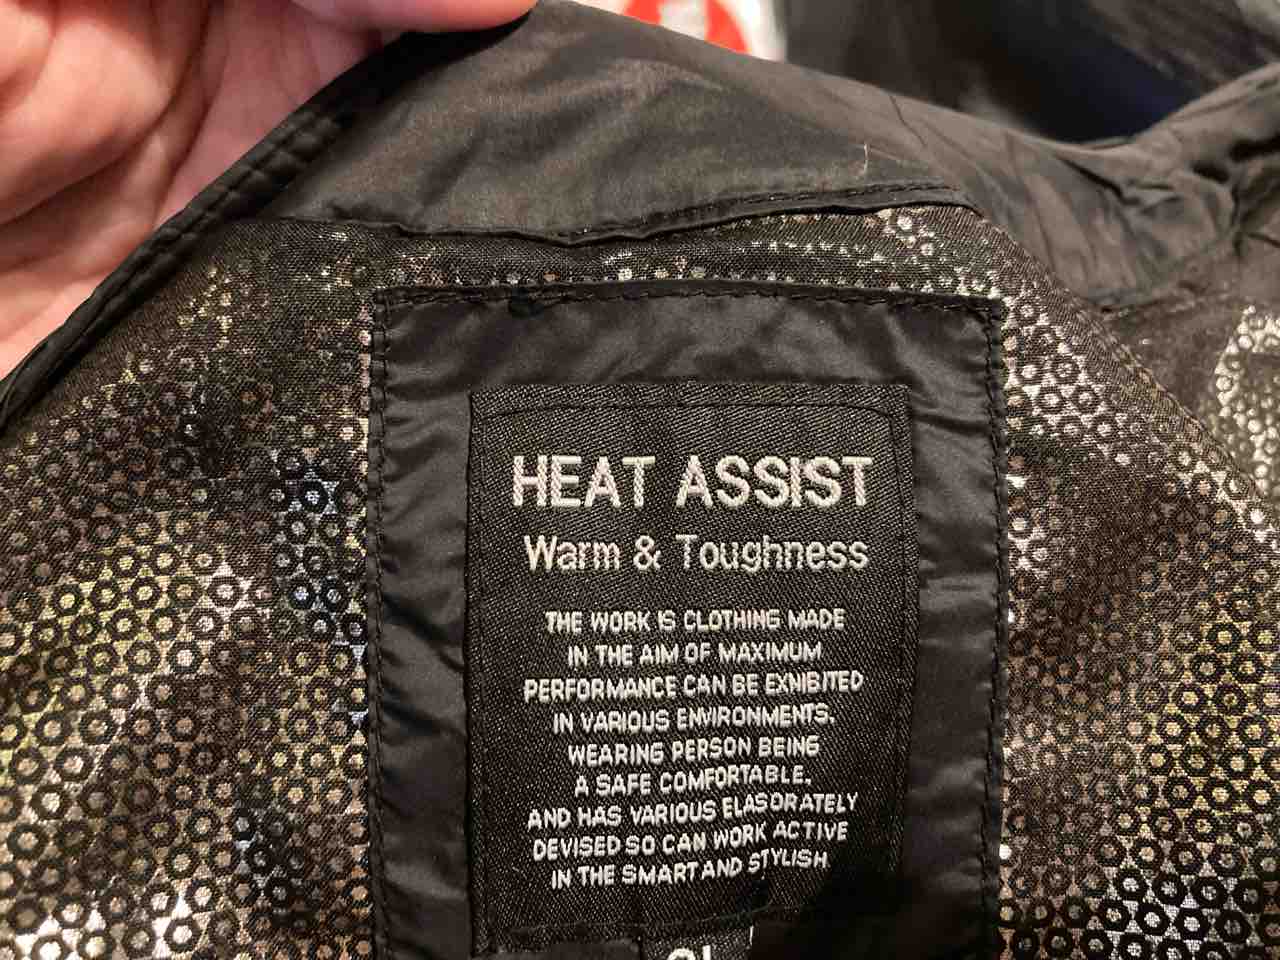 HEAT ASSIST
Warm & Toughness
THE WORK IS CLOTHING MADE
IN THE AIM OF MAXIMUM
PERFORMANCE CAN BE EXNIBITED
IN VARIOUS ENVIRONMENTS.
WEARING PERSON BEING
A SAFE COMFORTABLE.
AND HAS VARIOUS ELASORATELY
DEVISED SO CAN WORK ACTIVE
IN THE SMART AND STYLISH